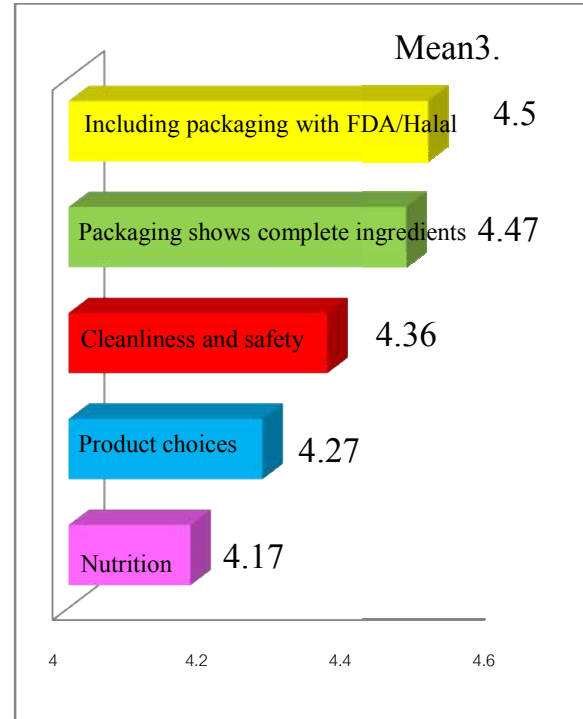 Mean3.
Including packaging with FDA/Halal 4.5
Packaging shows complete ingredients 4.47
Cleanliness and safety 4.36
Product choices 4.27
Nutrition 4.17
4 4.2 4.4 4.6